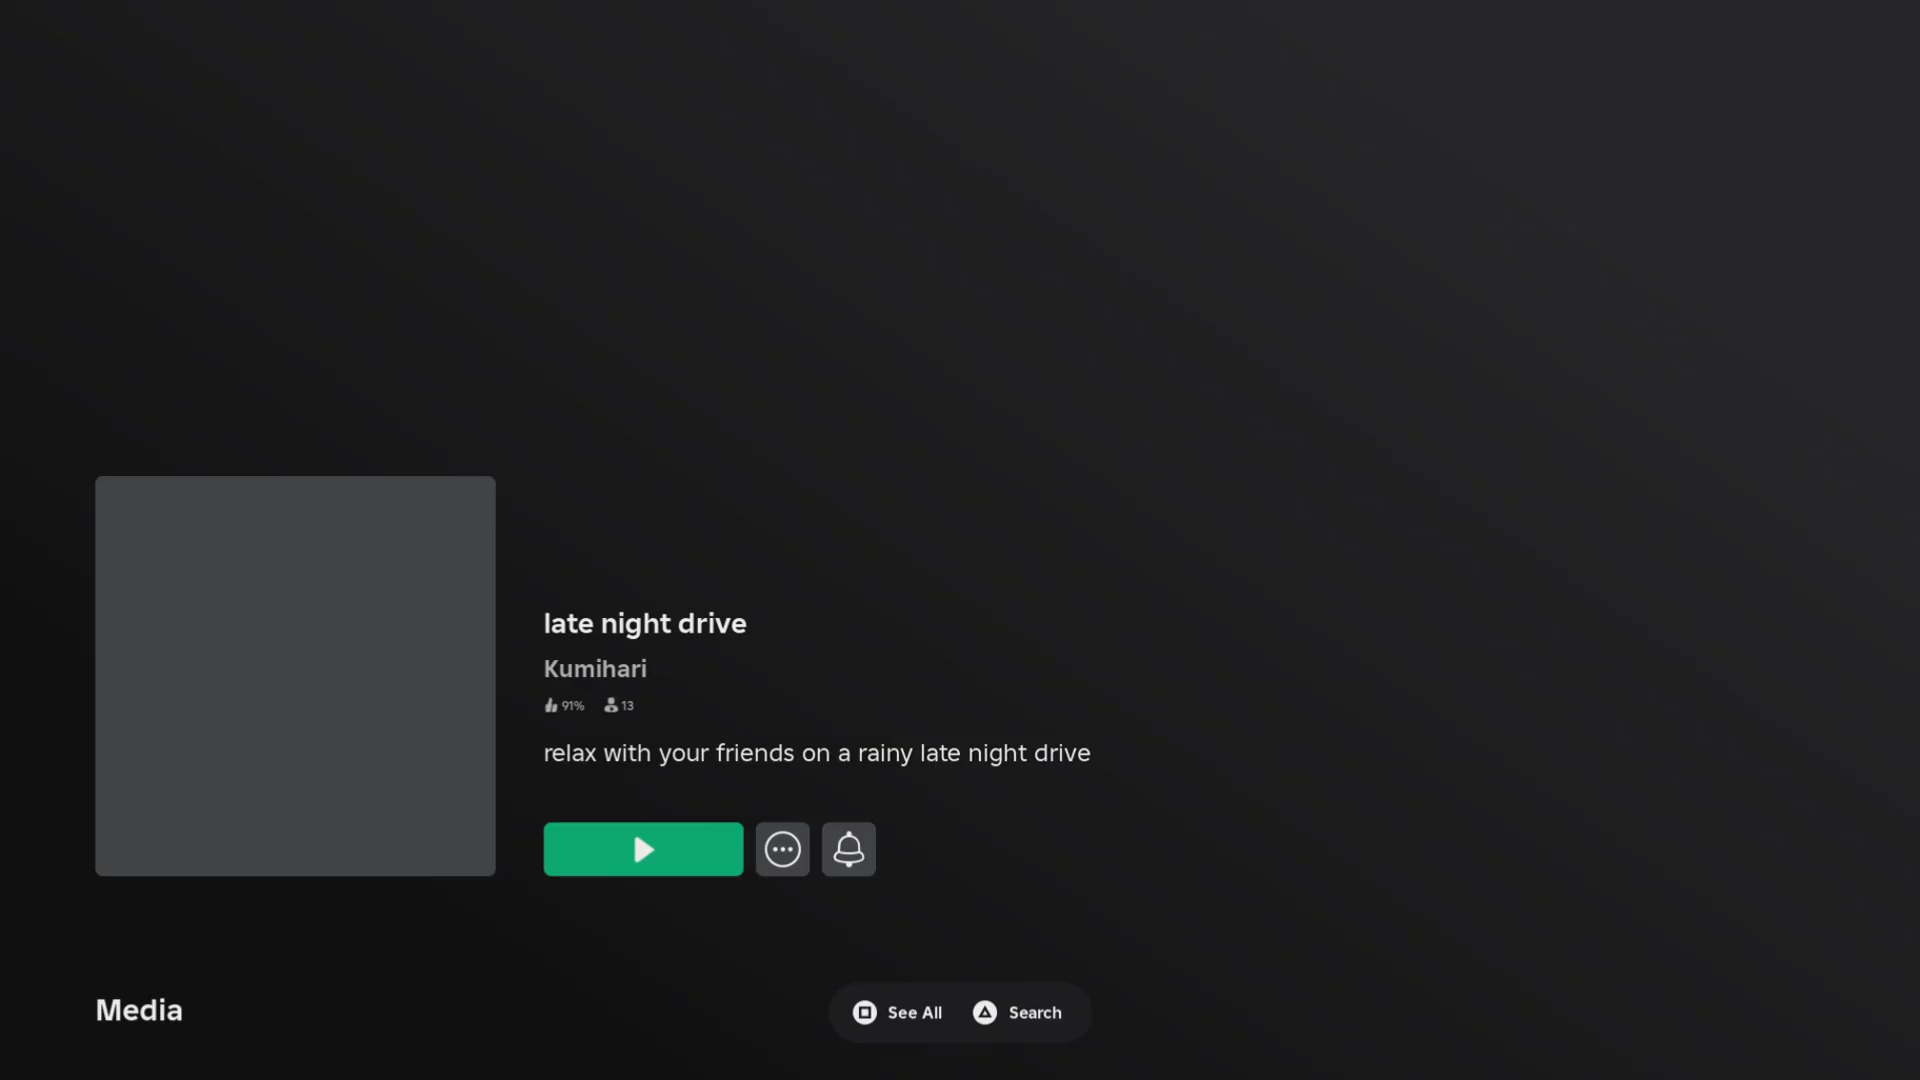 late night drive
Kumihari
91% 13
relax with your friends on a rainy late night drive
Media
See All Search